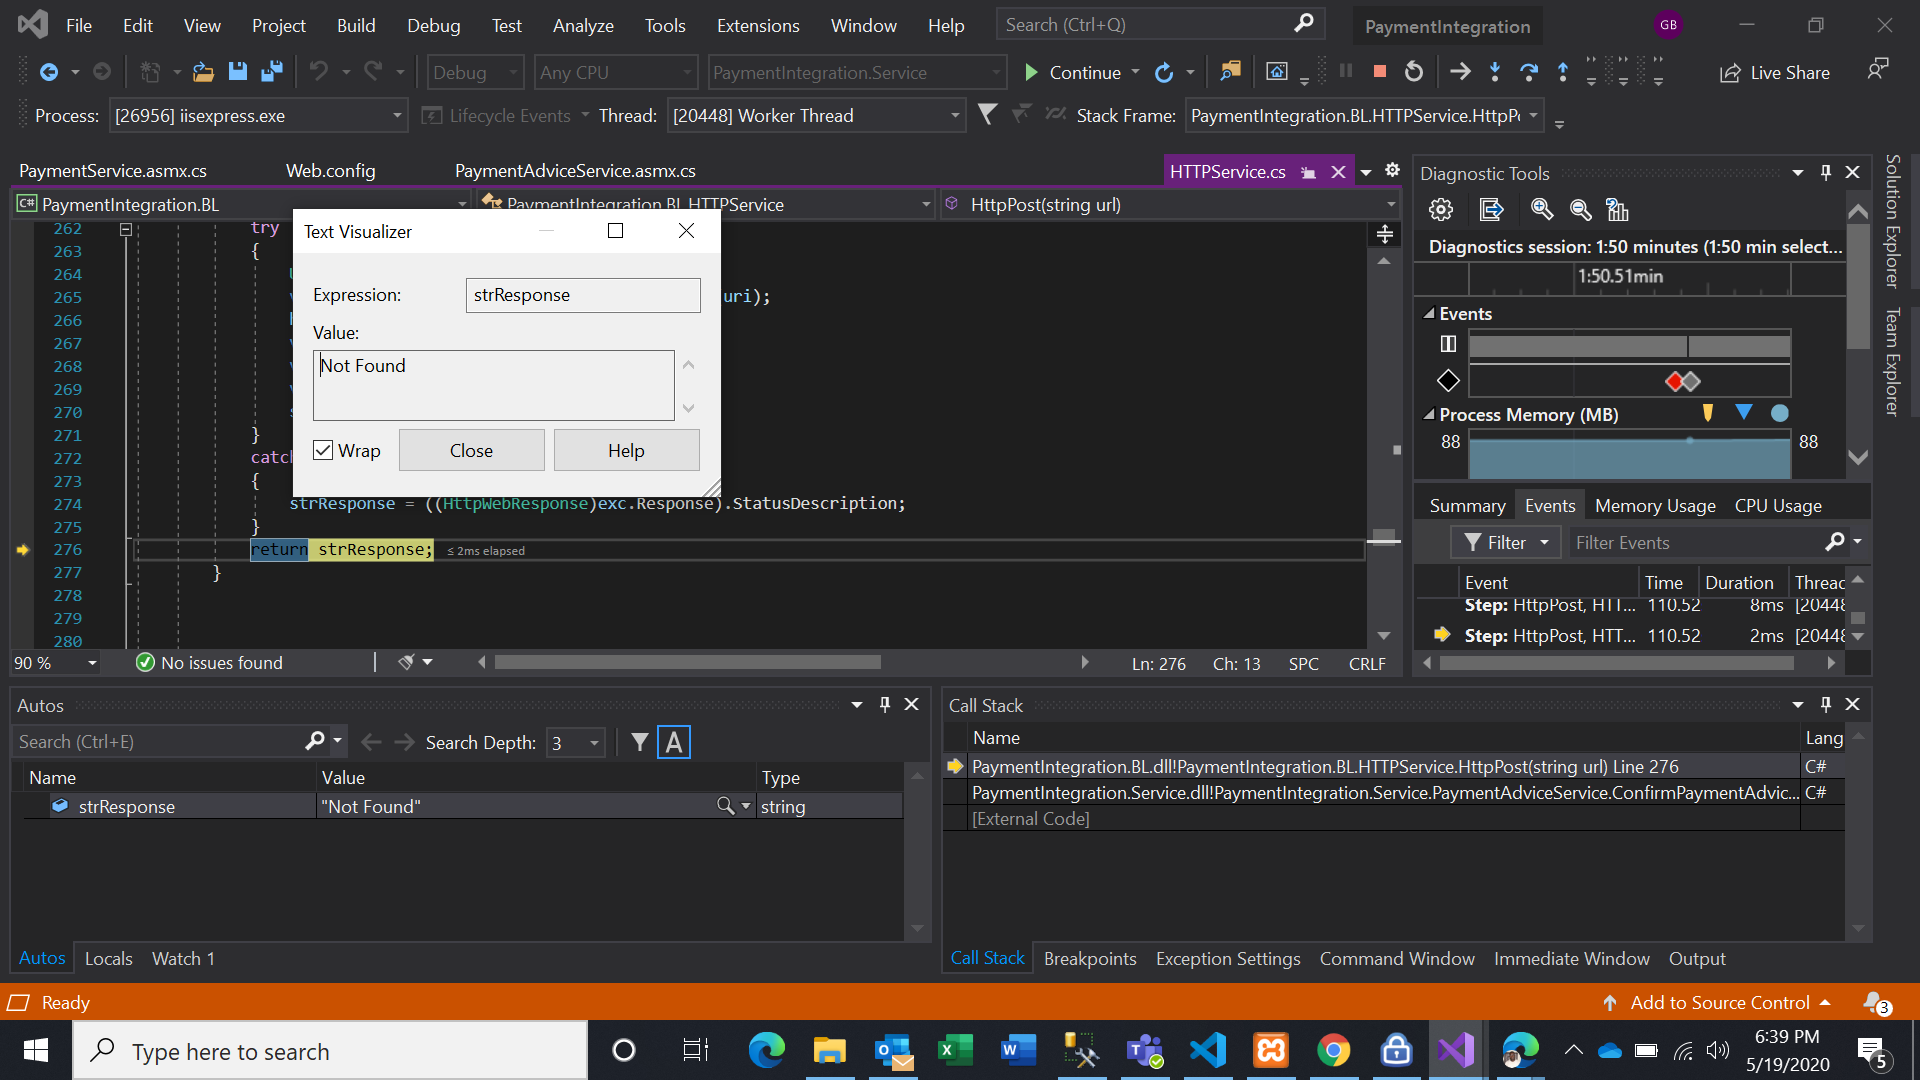 File Edit View Project Build Debug Test Analyze Tools Extensions Window Help Search (Ctrl+Q) PaymentIntegration GB
Debug Any CPU PaymentIntegration.Service Continue Live Share
Process: [26956] iisexpress.exe Lifecycle Events Thread: [20448] Worker Thread Stack Frame: PaymentIntegration.BL.HTTPService.HttpPo
PaymentService.asmx.cs Web.config PaymentAdviceService.asmx.cs HTTPService.cs
C# PaymentIntegration.BL PaymentIntegration.BL.HTTPService HttpPost(string url)
262 try
263 {
264
265 uri);
266
267
268
269
270
271 }
272 catch
273 {
274 strResponse = ((HttpWebResponse)exc.Response).StatusDescription;
275 }
276 return strResponse; ≤ 2ms elapsed
277 }
278
279
280
Text Visualizer
Expression: strResponse
Value:
Not Found
Wrap Close Help
90 % No issues found Ln: 276 Ch: 13 SPC CRLF
Diagnostic Tools
Diagnostics session: 1:50 minutes (1:50 min select...
1:50.51min
Events
Process Memory (MB)
88 88
Summary Events Memory Usage CPU Usage
Filter Filter Events
Event Time Duration Thread
Step: HttpPost, HTT... 110.52 8ms [20448
Step: HttpPost, HTT... 110.52 2ms [20448
Solution Explorer
Team Explorer
Autos
Search (Ctrl+E) Search Depth: 3 A
Name Value Type
strResponse "Not Found" string
Autos Locals Watch 1
Call Stack
Name Lang
PaymentIntegration.BL.dll!PaymentIntegration.BL.HTTPService.HttpPost(string url) Line 276 C#
PaymentIntegration.Service.dll!PaymentIntegration.Service.PaymentAdviceService.ConfirmPaymentAdvic... C#
[External Code]
Call Stack Breakpoints Exception Settings Command Window Immediate Window Output
Ready Add to Source Control 3
Type here to search
6:39 PM
5/19/2020
5